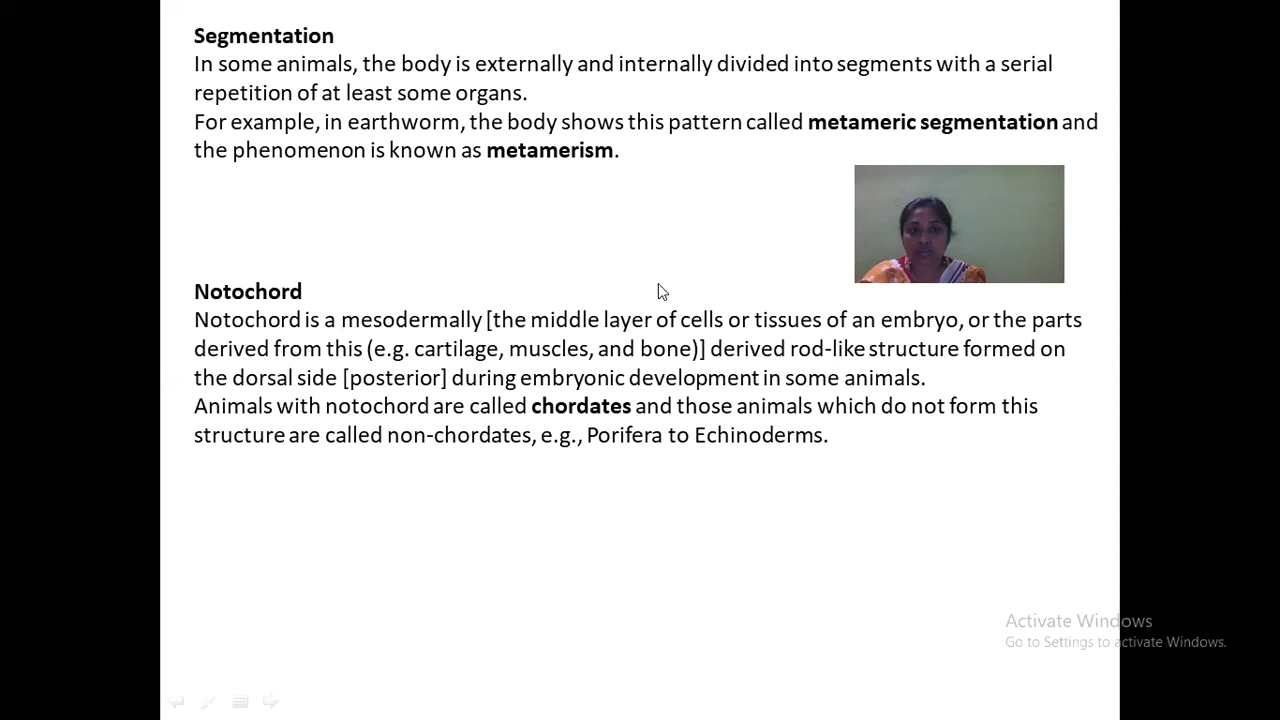 Segmentation
In some animals, the body is externally and internally divided into segments with a serial
repetition of at least some organs.
For example, in earthworm, the body shows this pattern called metameric segmentation and
the phenomenon is known as metamerism.
Notochord
Notochord is a mesodermally [the middle layer of cells or tissues of an embryo, or the parts
derived from this (e.g. cartilage, muscles, and bone)] derived rod-like structure formed on
the dorsal side [posterior] during embryonic development in some animals.
Animals with notochord are called chordates and those animals which do not form this
structure are called non-chordates, e.g., Porifera to Echinoderms.
Activate Windows
Go to Settings to activate Windows.